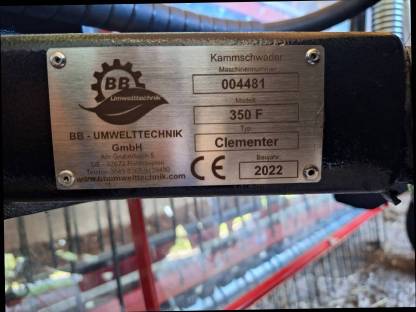 BB
Umwelttechnik
BB - UMWELTTECHNIK
GmbH
www.bbumwelttechnik.com
Kammschwader
Maschinennummer
004481
Modell
350 F
Typ
Clementer
Baujahr
CE 2022